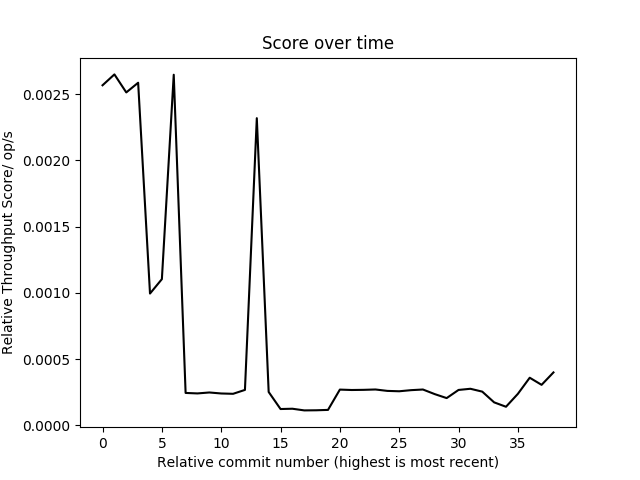 Score over time
Relative Throughput Score/ op/s
0.0025
0.0020
0.0015
0.0010
0.0005
0.0000
0 5 10 15 20 25 30 35
Relative commit number (highest is most recent)